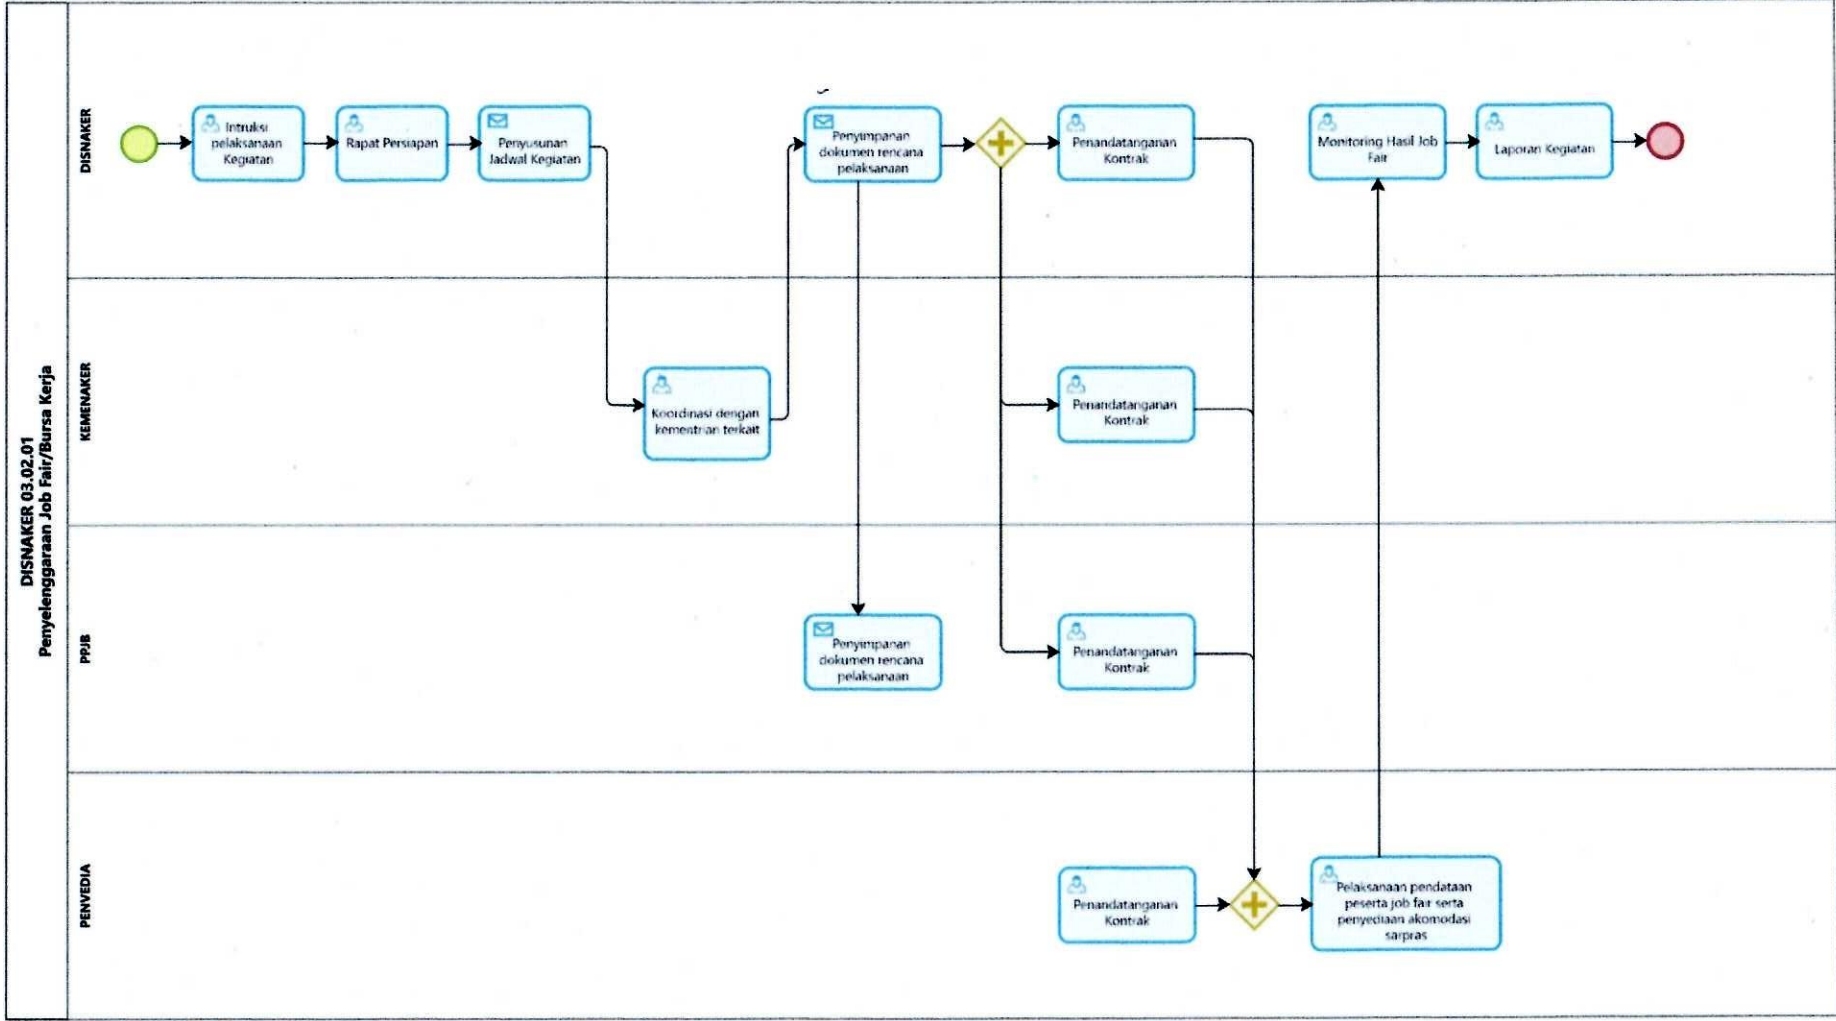 DISNAKER 03.02.01
Penyelenggaraan Job Fair/Bursa Kerja
DISNAKER
Intruksi
pelaksanaan
Kegiatan
Rapat Persiapan
Penyusunan
Jadwal Kegiatan
Penyimpanan
dokumen rencana
pelaksanaan
Penandatanganan
Kontrak
Monitoring Hasil Job
Fair
Laporan Kegiatan
KEMENAKER
Koordinasi dengan
kementrian terkait
Penandatanganan
Kontrak
PPJB
Penyimpanan
dokumen rencana
pelaksanaan
Penandatanganan
Kontrak
PENYEDIA
Penandatanganan
Kontrak
Pelaksanaan pendataan
peserta job fair serta
penyediaan akomodasi
sarpras